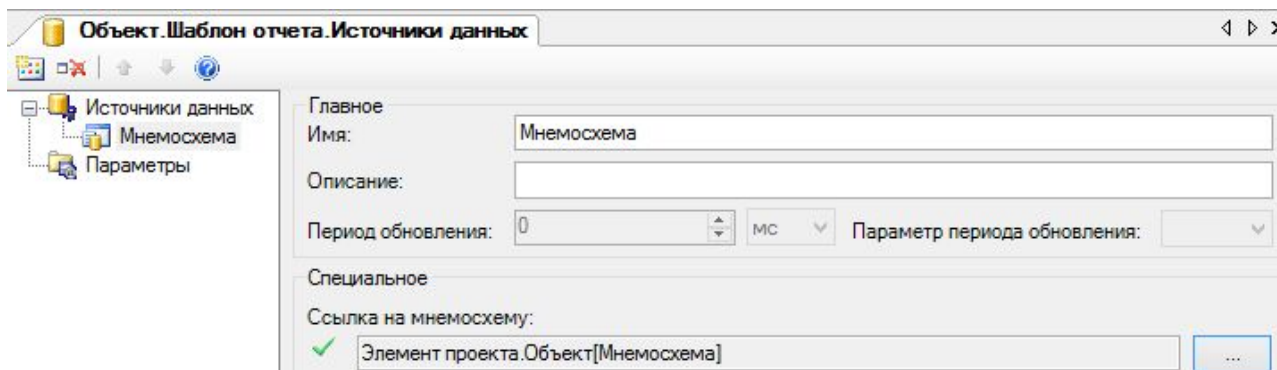 Объект.Шаблон отчета.Источники данных
Источники данных
Мнемосхема
Параметры
Главное
Имя: Мнемосхема
Описание:
Период обновления: 0 мс Параметр периода обновления:
Специальное
Ссылка на мнемосхему:
Элемент проекта.Объект[Мнемосхема] ...